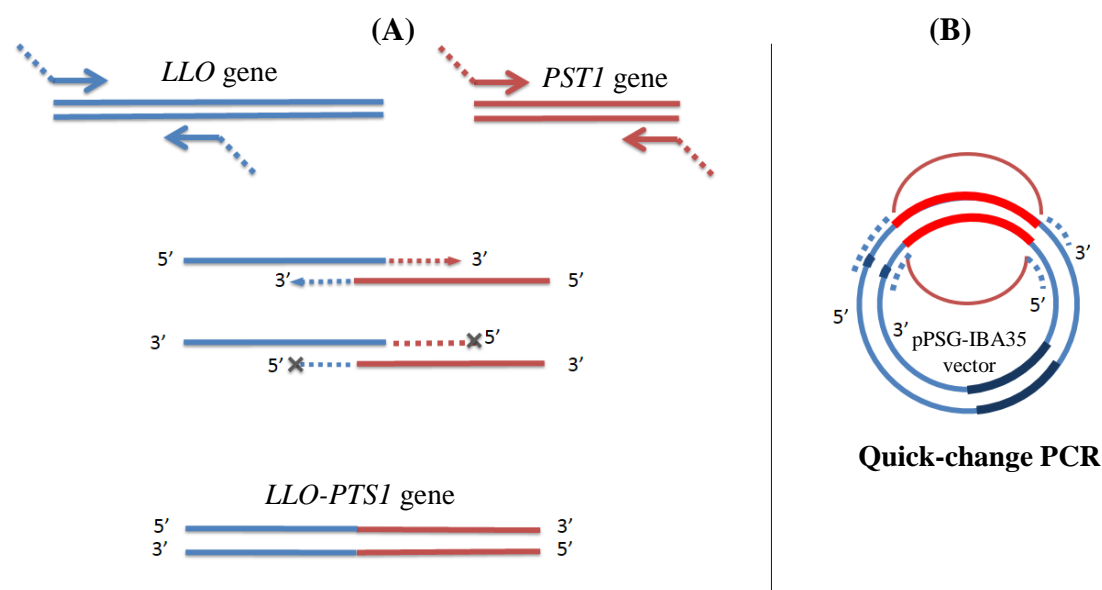 (A)
(B)
LLO gene
PST1 gene
5′
3′
3′
5′
3′
5′
5′
3′
LLO-PTS1 gene
5′
3′
3′
5′
3′
5′
5′
3′
pPSG-IBA35
vector
Quick-change PCR